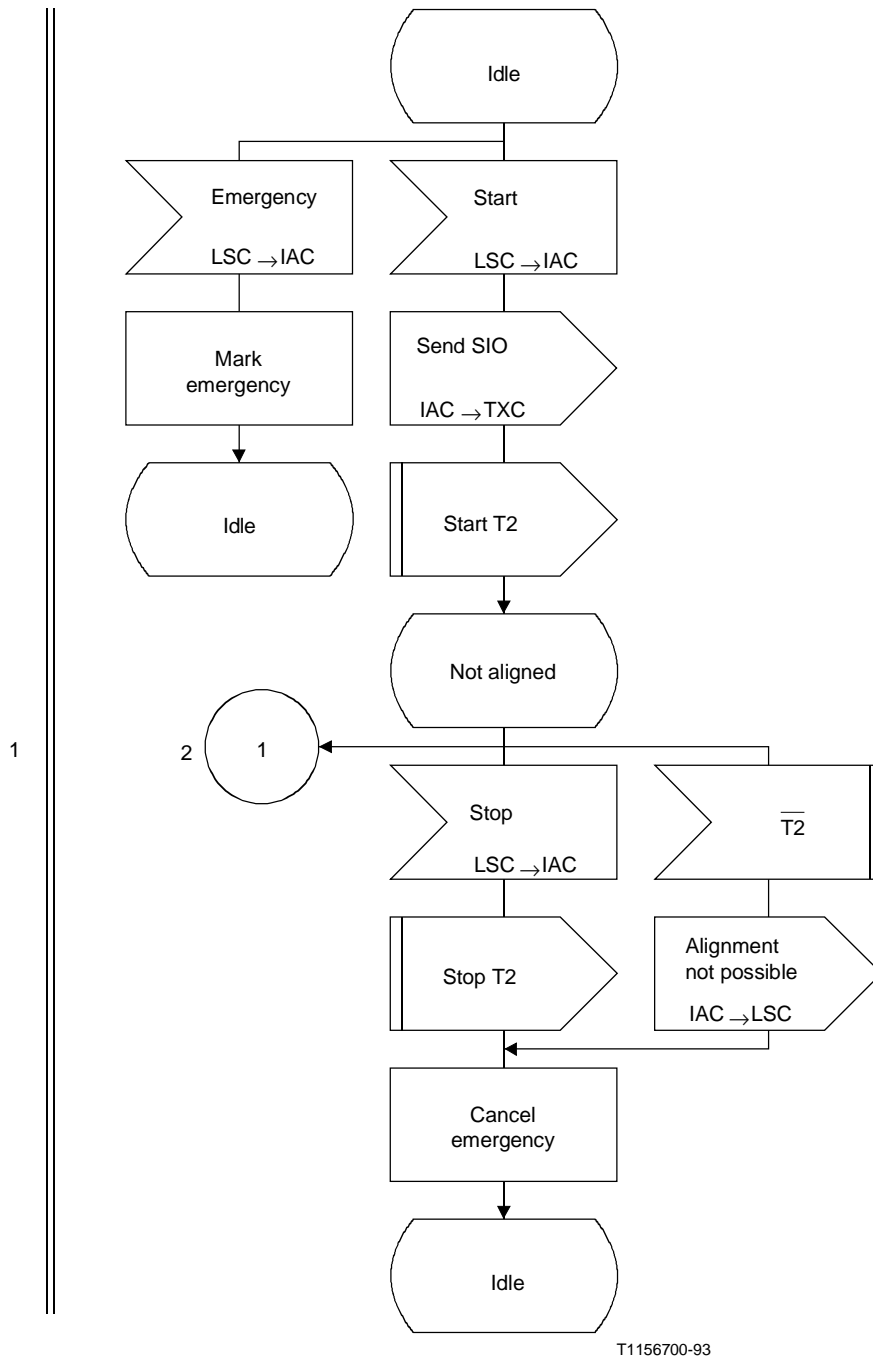 Idle
Emergency
LSC → IAC
Start
LSC → IAC
Mark
emergency
Send SIO
IAC → TXC
Idle
Start T2
Not aligned
1
2
1
Stop
LSC → IAC
T2
Stop T2
Alignment
not possible
IAC → LSC
Cancel
emergency
Idle
T1156700-93